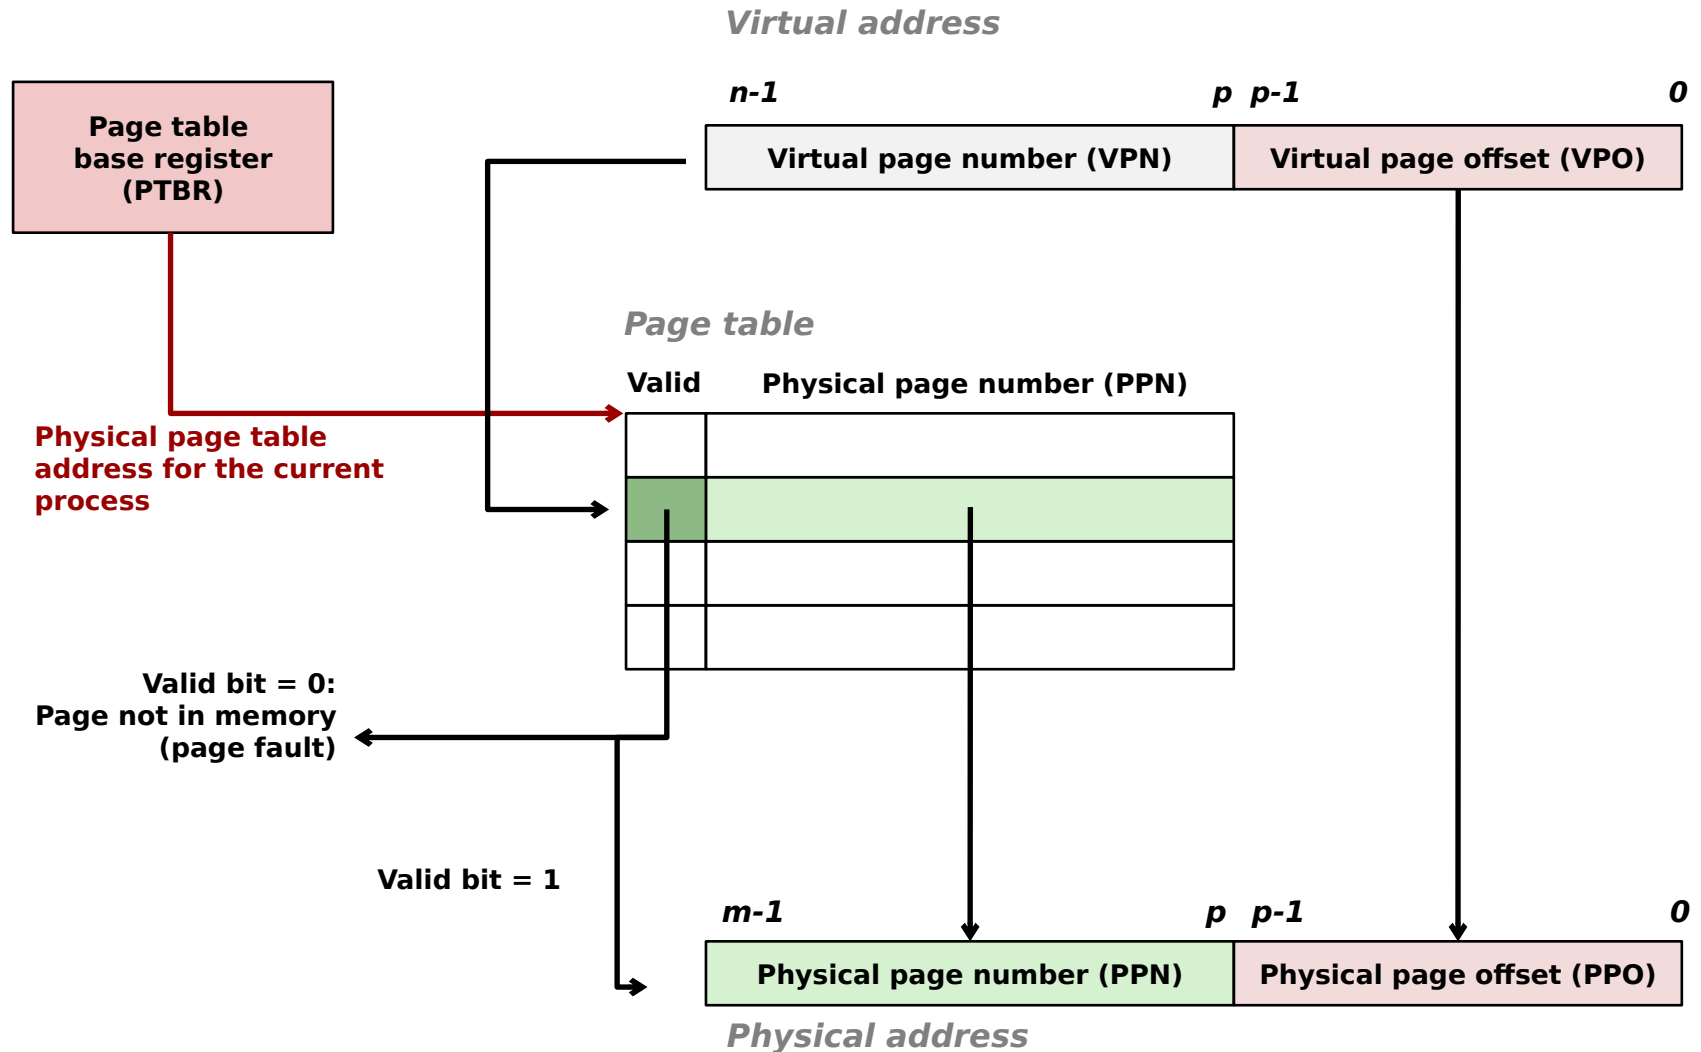 Virtual address
n-1 p p-1 0
Page table
base register
(PTBR)
Virtual page number (VPN) Virtual page offset (VPO)
Page table
Valid Physical page number (PPN)
Physical page table
address for the current
process
Valid bit = 0:
Page not in memory
(page fault)
Valid bit = 1
m-1 p p-1 0
Physical page number (PPN) Physical page offset (PPO)
Physical address